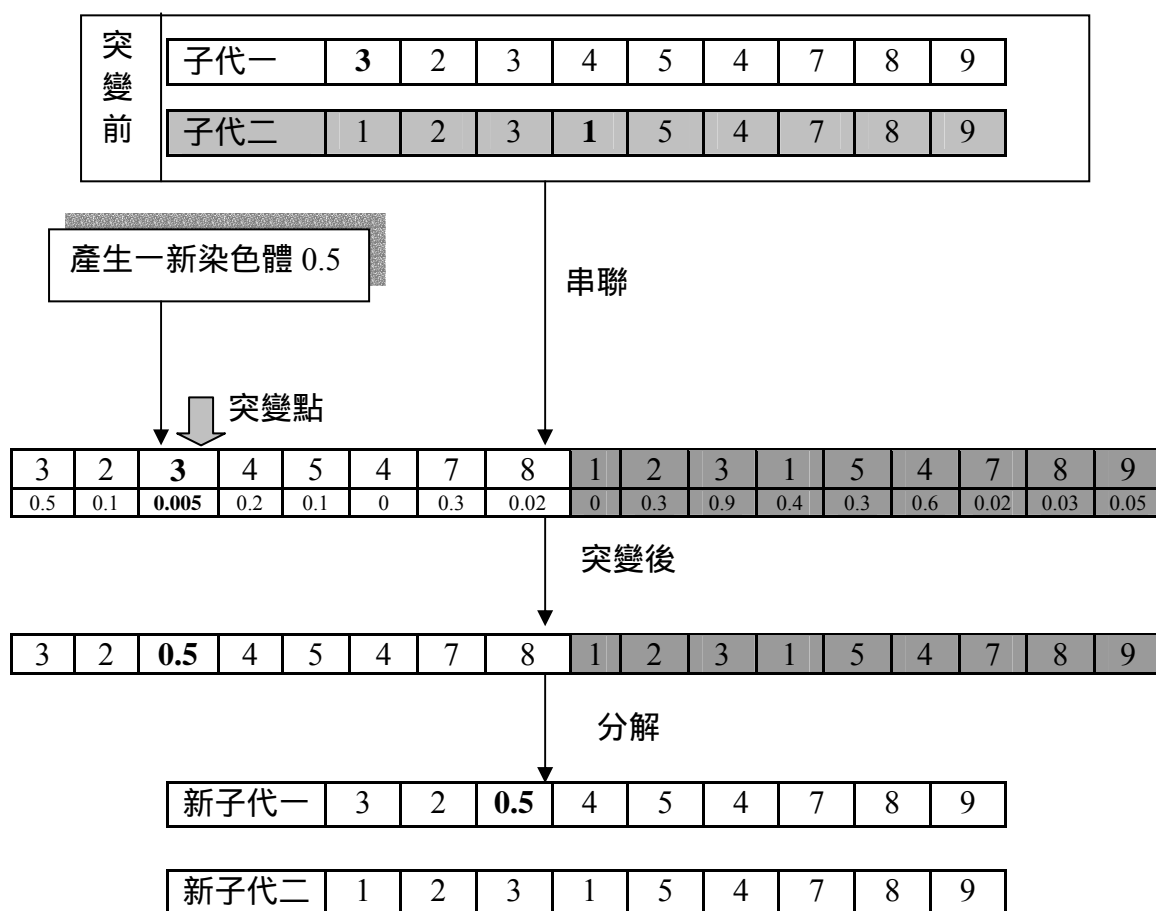 突變前
子代一 3 2 3 4 5 4 7 8 9
子代二 1 2 3 1 5 4 7 8 9
產生一新染色體 0.5
串聯
突變點
3 2 3 4 5 4 7 8 1 2 3 1 5 4 7 8 9
0.5 0.1 0.005 0.2 0.1 0 0.3 0.02 0 0.3 0.9 0.4 0.3 0.6 0.02 0.03 0.05
突變後
3 2 0.5 4 5 4 7 8 1 2 3 1 5 4 7 8 9
分解
新子代一 3 2 0.5 4 5 4 7 8 9
新子代二 1 2 3 1 5 4 7 8 9